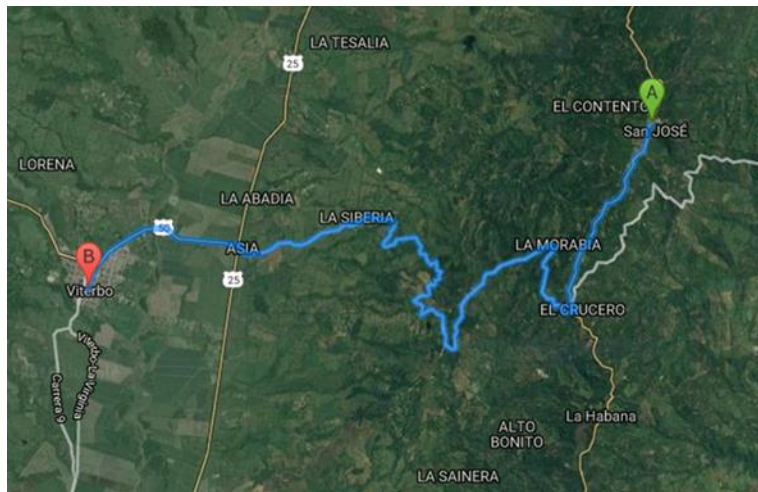 LA TESALIA
25
A
EL CONTENTO
San JOSÉ
LORENA
LA ABADIA
LA SIBERIA
50
ASIA
LA MORABIA
B
25
Viterbo
EL CRUCERO
Viterbo-La Virginia
Carrera 9
La Habana
ALTO
BONITO
LA SAINERA